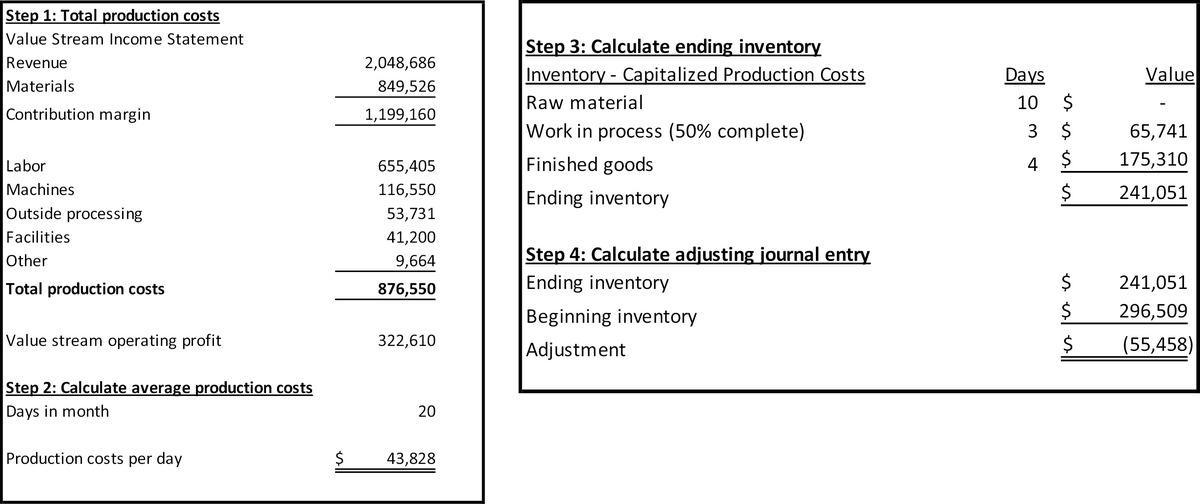 Step 1: Total production costs
Value Stream Income Statement
Revenue 2,048,686
Materials 849,526
Contribution margin 1,199,160
Labor 655,405
Machines 116,550
Outside processing 53,731
Facilities 41,200
Other 9,664
Total production costs 876,550
Value stream operating profit 322,610
Step 2: Calculate average production costs
Days in month 20
Production costs per day $ 43,828
Step 3: Calculate ending inventory
Inventory - Capitalized Production Costs Days Value
Raw material 10 $ -
Work in process (50% complete) 3 $ 65,741
Finished goods 4 $ 175,310
Ending inventory $ 241,051
Step 4: Calculate adjusting journal entry
Ending inventory $ 241,051
Beginning inventory $ 296,509
Adjustment $ (55,458)